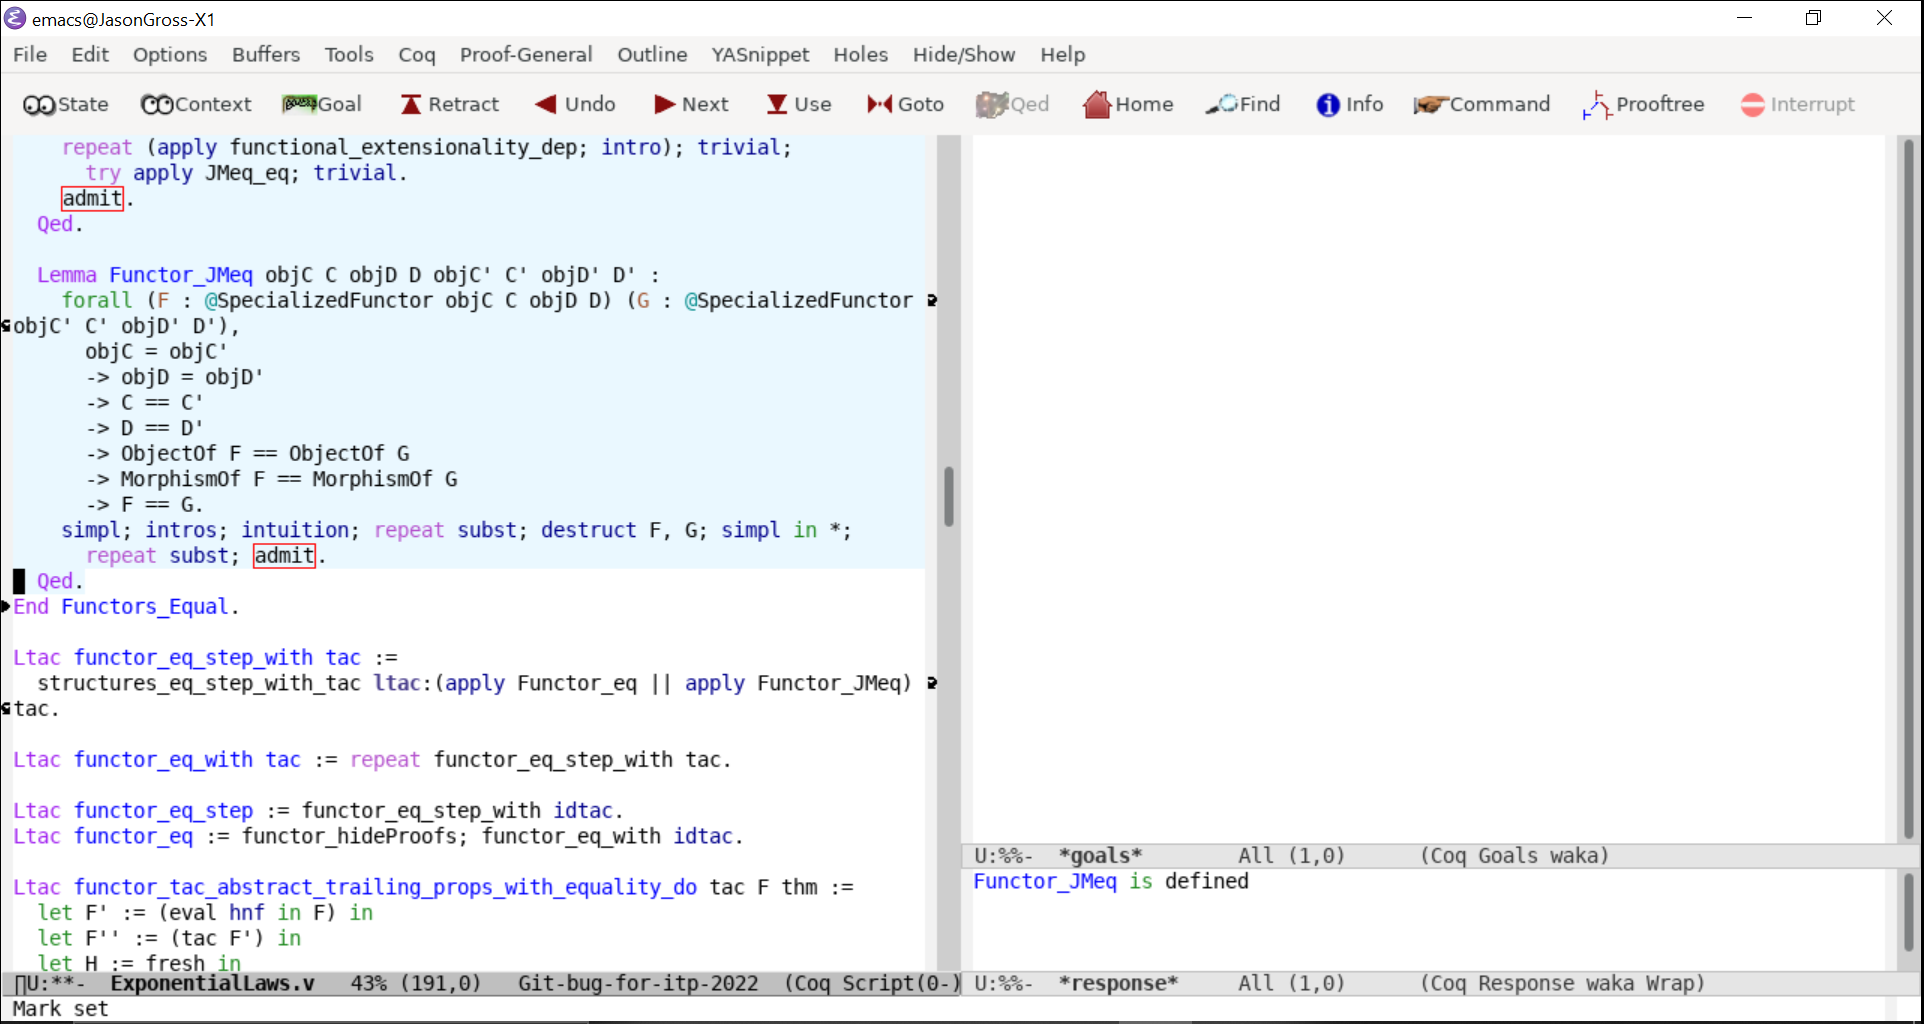 emacs@JasonGross-X1
File Edit Options Buffers Tools Coq Proof-General Outline YASnippet Holes Hide/Show Help
State Context Goal Retract Undo Next Use Goto Qed Home Find Info Command Prooftree Interrupt
repeat (apply functional_extensionality_dep; intro); trivial;
try apply JMeq_eq; trivial.
admit.
Qed.
Lemma Functor_JMeq objC C objD D objC' C' objD' D' :
forall (F : @SpecializedFunctor objC C objD D) (G : @SpecializedFunctor
objC' C' objD' D'),
objC = objC'
-> objD = objD'
-> C == C'
-> D == D'
-> ObjectOf F == ObjectOf G
-> MorphismOf F == MorphismOf G
-> F == G.
simpl; intros; intuition; repeat subst; destruct F, G; simpl in *;
repeat subst; admit.
Qed.
End Functors_Equal.
Ltac functor_eq_step_with tac :=
structures_eq_step_with_tac ltac:(apply Functor_eq || apply Functor_JMeq)
tac.
Ltac functor_eq_with tac := repeat functor_eq_step_with tac.
Ltac functor_eq_step := functor_eq_step_with idtac.
Ltac functor_eq := functor_hideProofs; functor_eq_with idtac.
Ltac functor_tac_abstract_trailing_props_with_equality_do tac F thm :=
let F' := (eval hnf in F) in
let F'' := (tac F') in
let H := fresh in
U:**- ExponentialLaws.v 43% (191,0) Git-bug-for-itp-2022 (Coq Script(0-)
Mark set
U:%%- *goals* All (1,0) (Coq Goals waka)
Functor_JMeq is defined
U:%%- *response* All (1,0) (Coq Response waka Wrap)